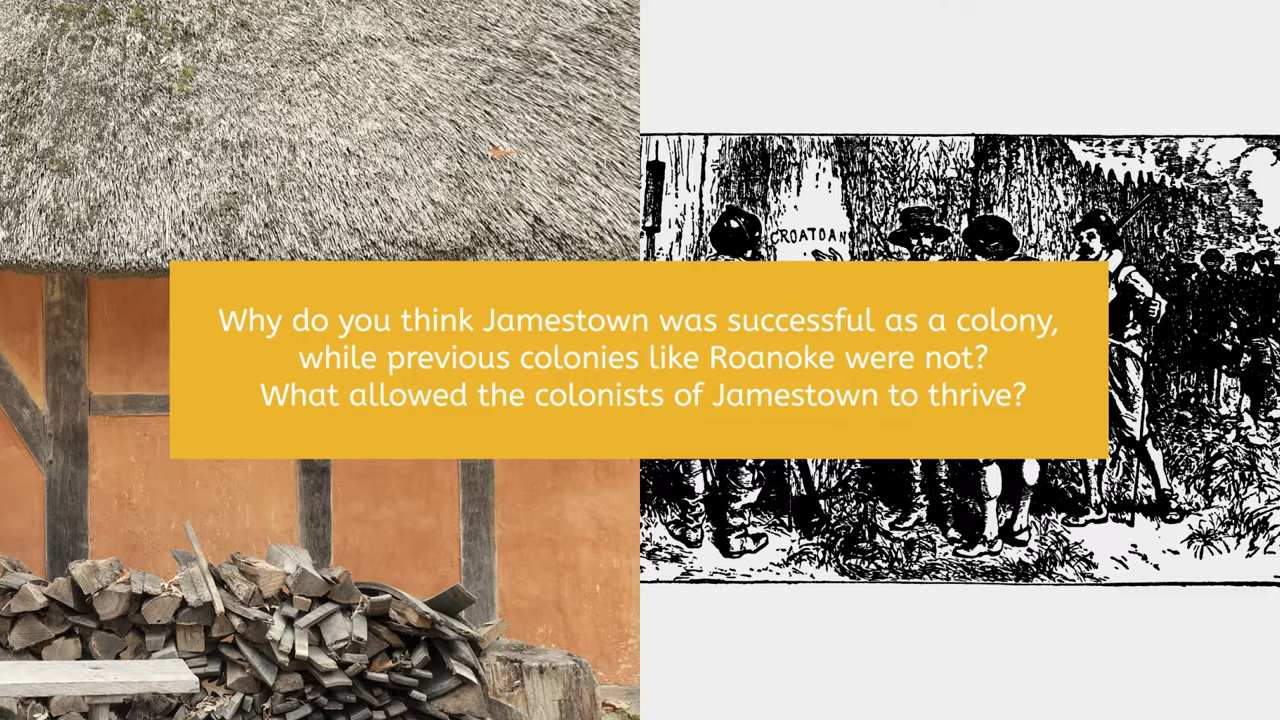 CROATOAN
Why do you think Jamestown was successful as a colony,
while previous colonies like Roanoke were not?
What allowed the colonists of Jamestown to thrive?